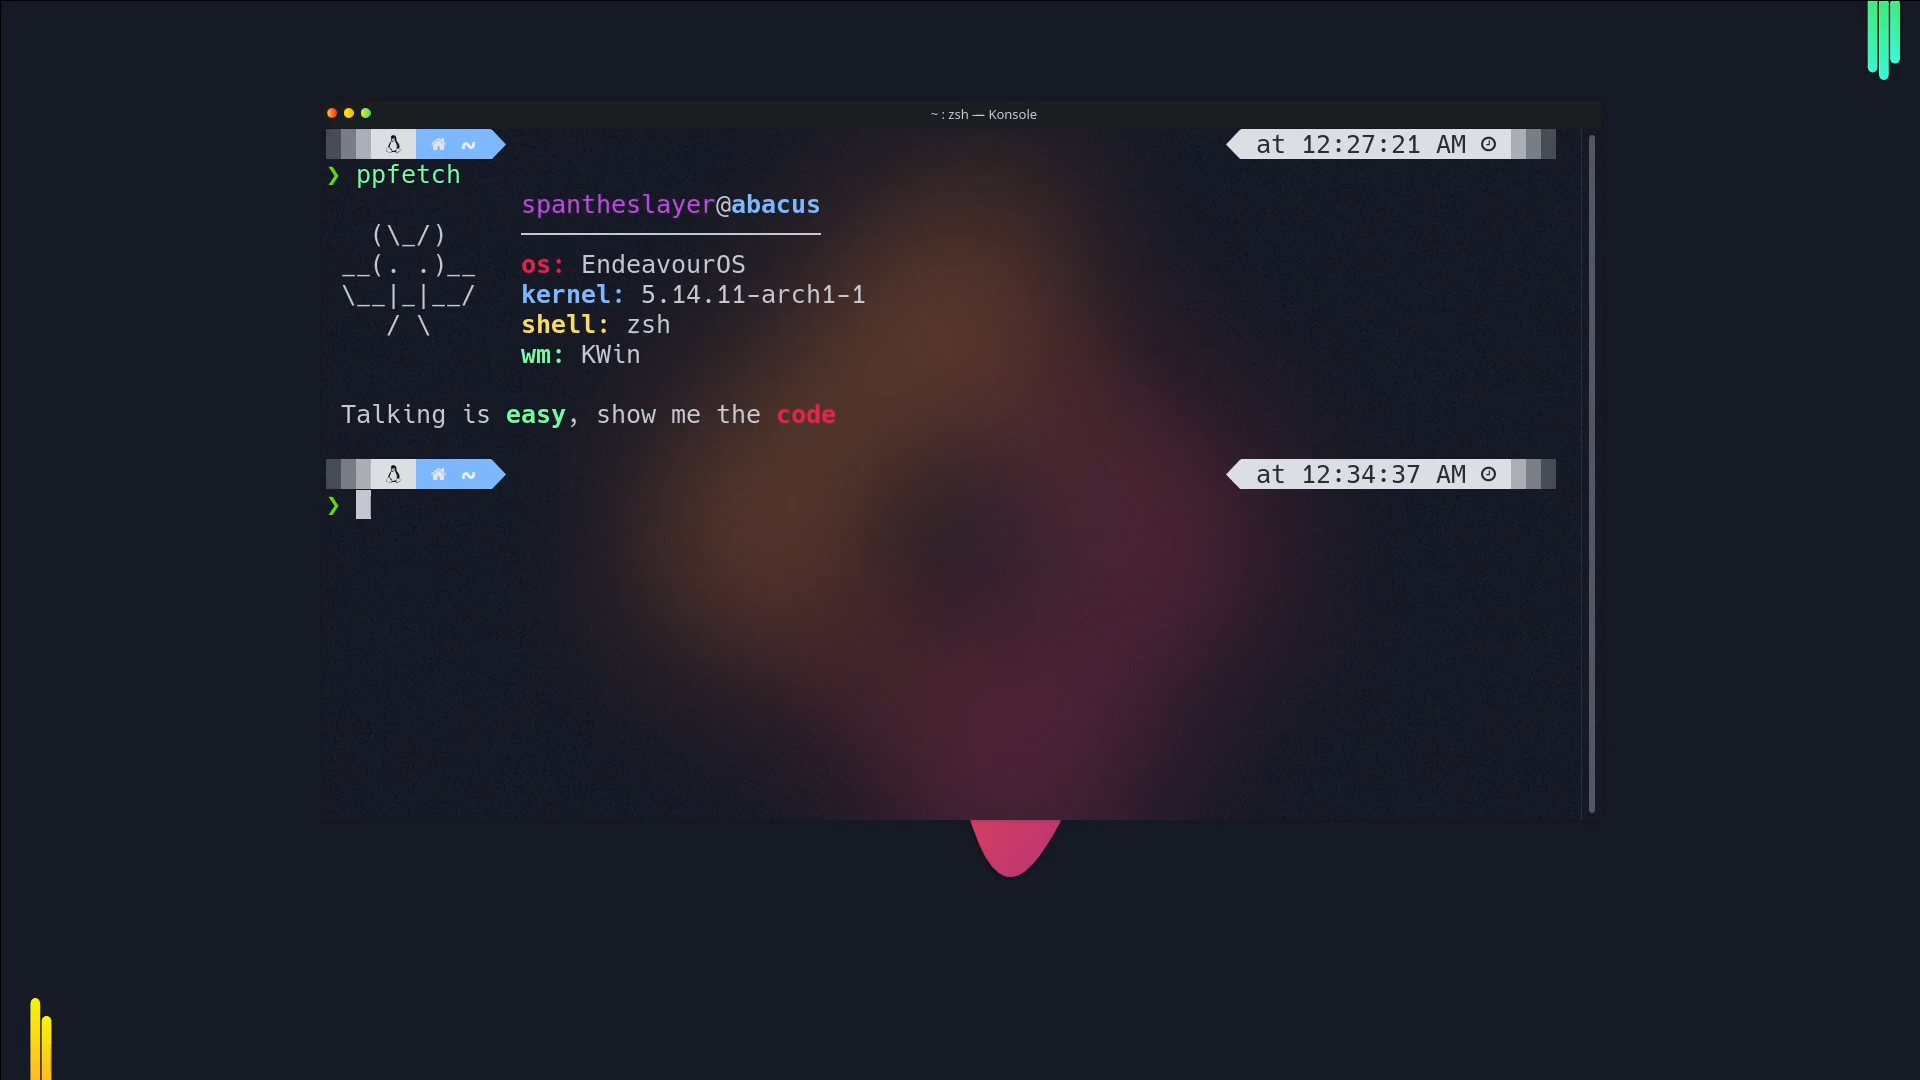 ~ : zsh — Konsole
~ at 12:27:21 AM
❯ ppfetch
spantheslayer@abacus
(\_/)
__(. .)__ os: EndeavourOS
\__|_|__/ kernel: 5.14.11-arch1-1
/ \ shell: zsh
wm: KWin
Talking is easy, show me the code
~ at 12:34:37 AM
❯